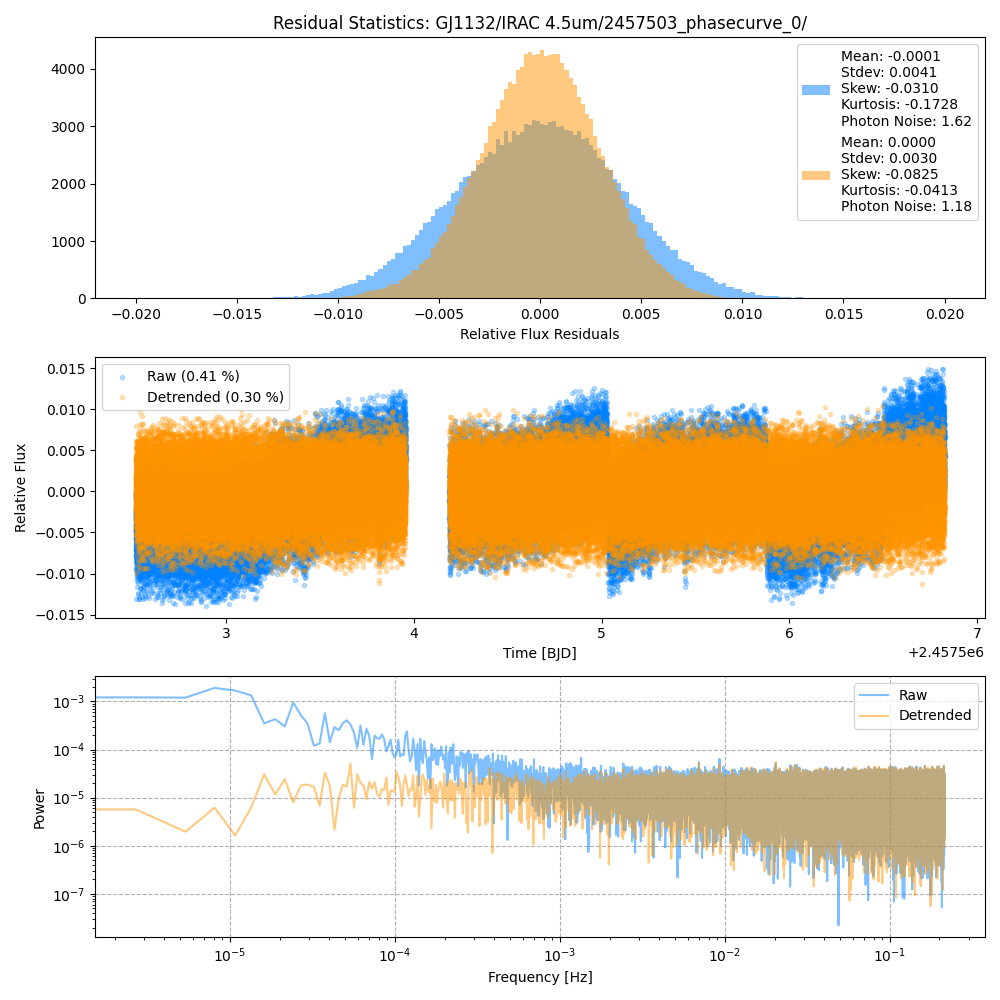 Residual Statistics: GJ1132/IRAC 4.5um/2457503_phasecurve_0/
4000
3000
2000
1000
0
Mean: -0.0001
Stdev: 0.0041
Skew: -0.0310
Kurtosis: -0.1728
Photon Noise: 1.62
Mean: 0.0000
Stdev: 0.0030
Skew: -0.0825
Kurtosis: -0.0413
Photon Noise: 1.18
−0.020 −0.015 −0.010 −0.005 0.000 0.005 0.010 0.015 0.020
Relative Flux Residuals
Relative Flux
0.015
0.010
0.005
0.000
−0.005
−0.010
−0.015
Raw (0.41 %)
Detrended (0.30 %)
3 4 5 6 7
Time [BJD]
+2.4575e6
Power
10⁻³
10⁻⁴
10⁻⁵
10⁻⁶
10⁻⁷
Raw
Detrended
10⁻⁵ 10⁻⁴ 10⁻³ 10⁻² 10⁻¹
Frequency [Hz]